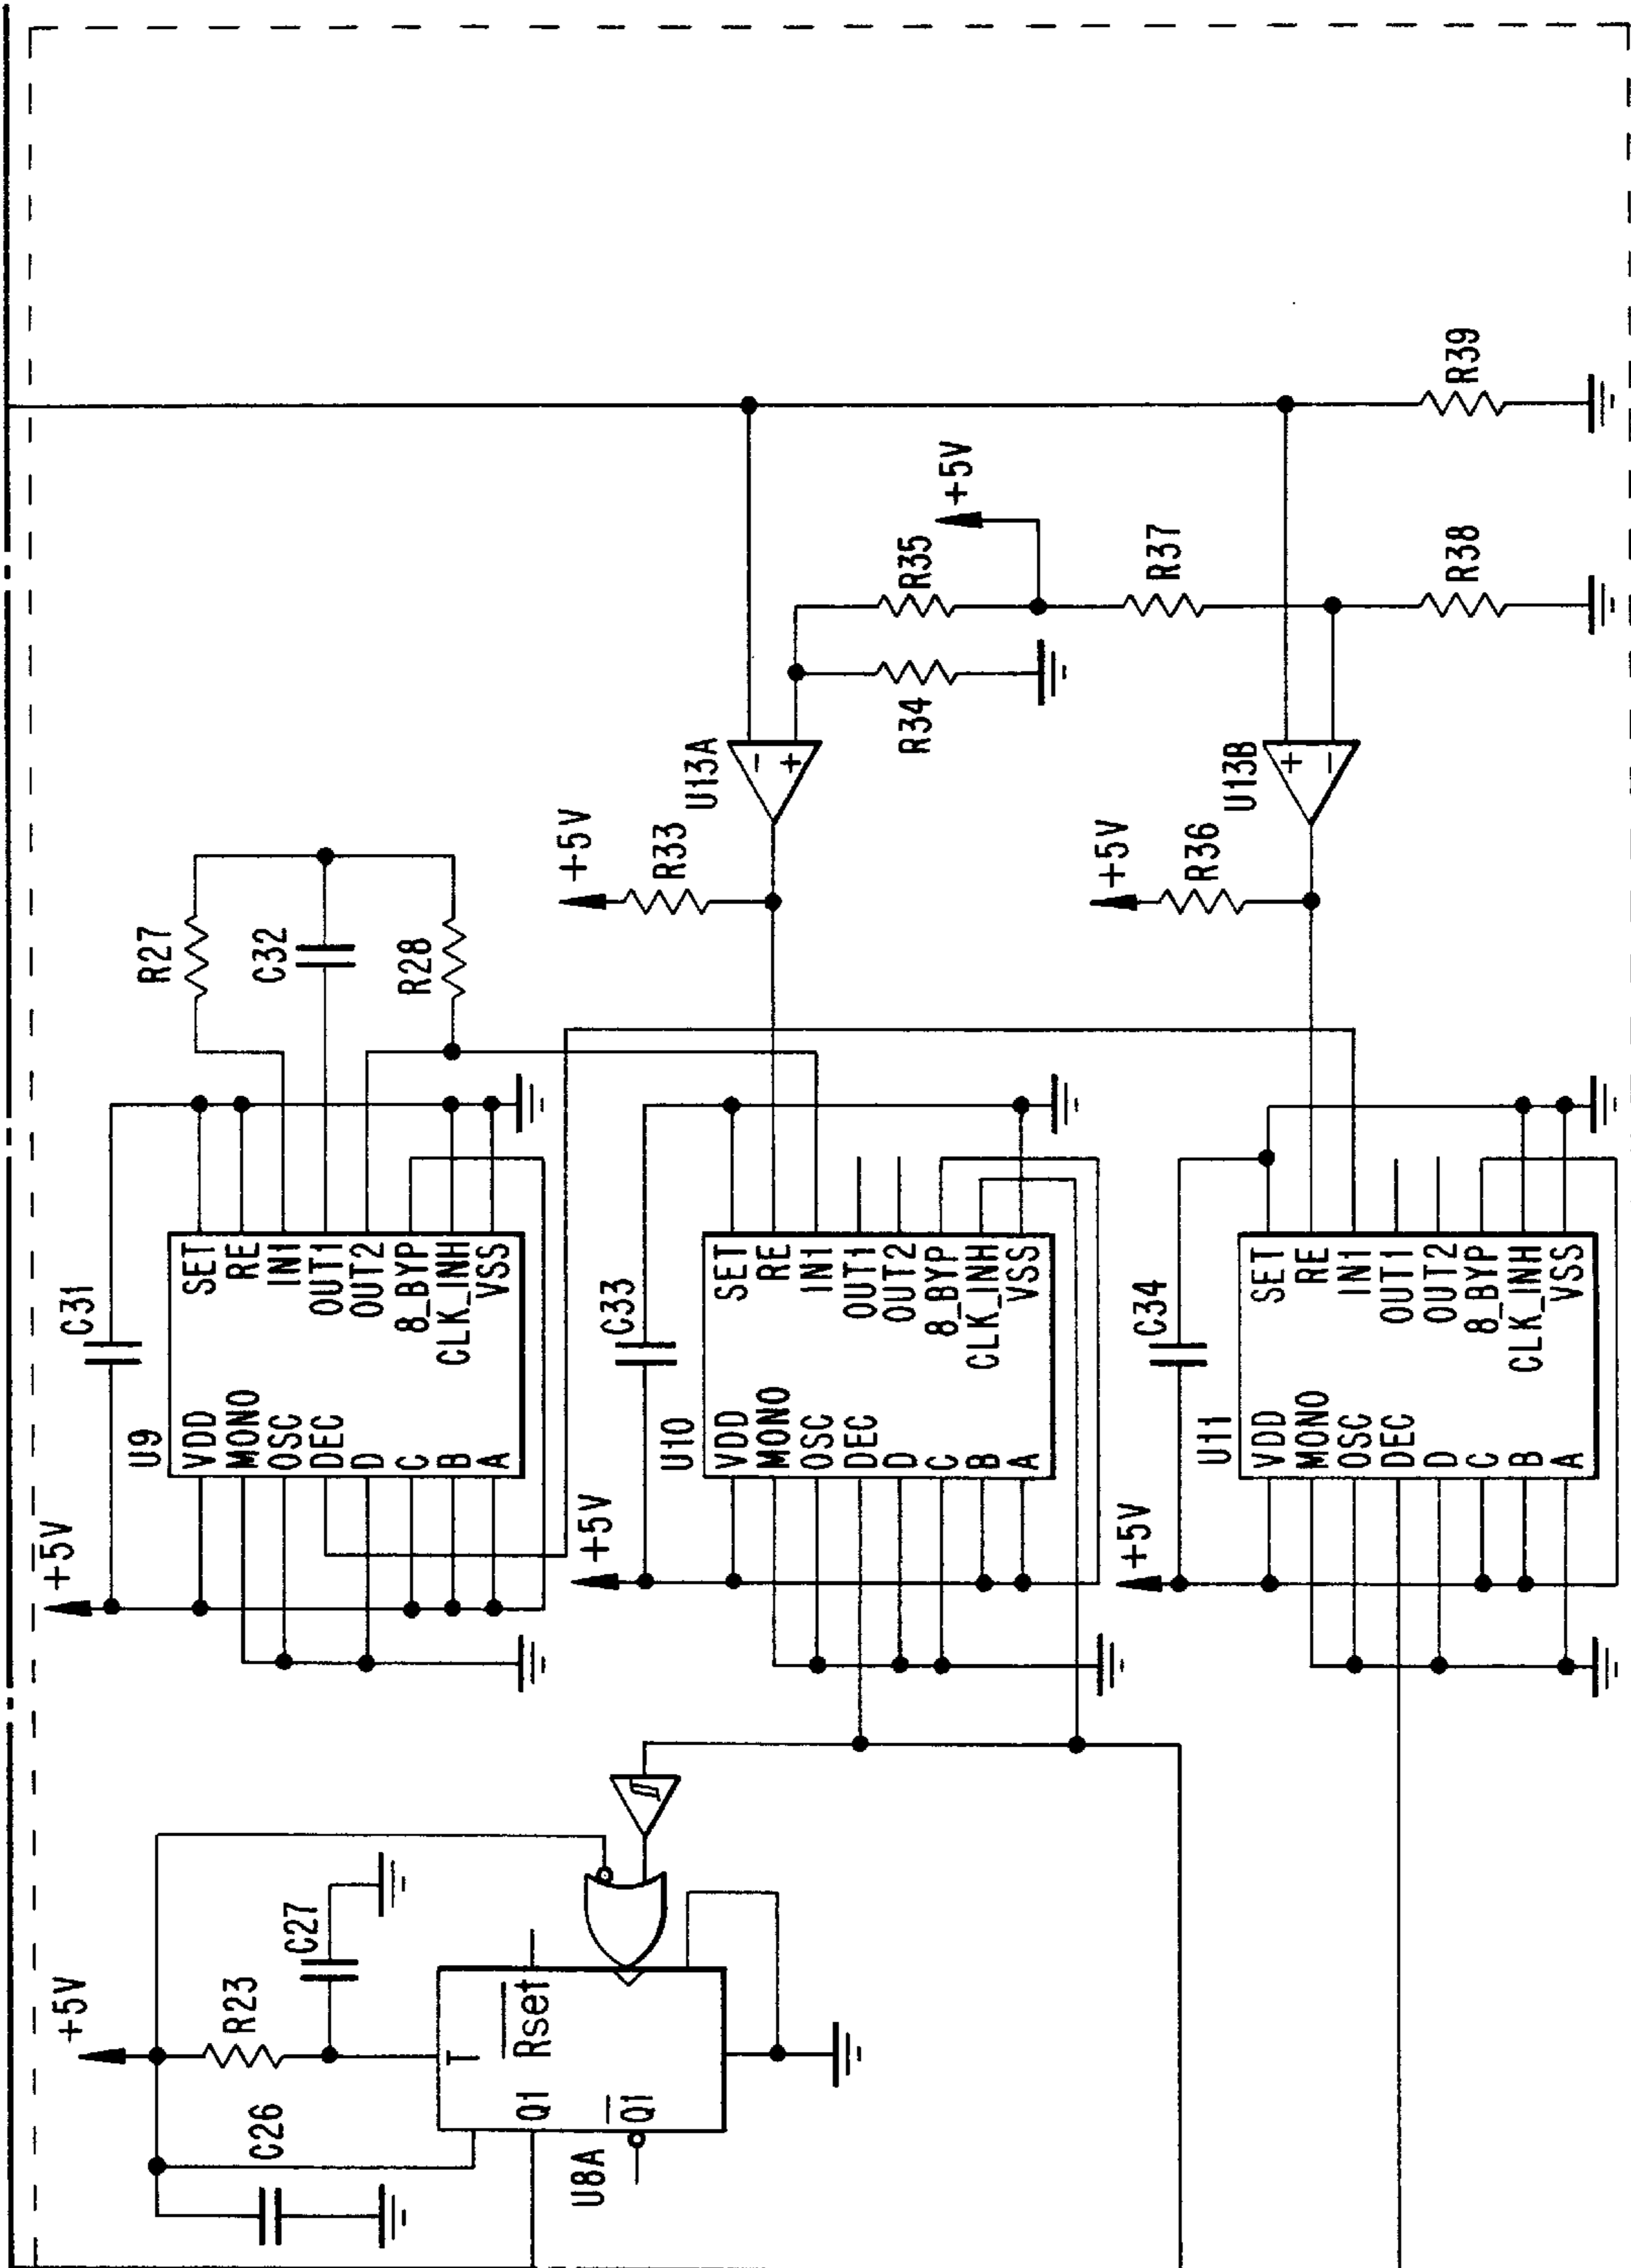 R39
+5V
R35
R37
R38
R34
U13A
U13B
+5V
R33
+5V
R36
R27
C32
R28
C31
SET
RE
IN1
OUT1
OUT2
8_BYP
CLK_INH
VSS
U9
VDD
MONO
OSC
DEC
D
C
B
A
+5V
C33
SET
RE
IN1
OUT1
OUT2
8_BYP
CLK_INH
VSS
U10
VDD
MONO
OSC
DEC
D
C
B
A
+5V
C34
SET
RE
IN1
OUT1
OUT2
8_BYP
CLK_INH
VSS
U11
VDD
MONO
OSC
DEC
D
C
B
A
+5V
+5V
R23
C27
C26
T
Rset
Q1
Q1
U8A